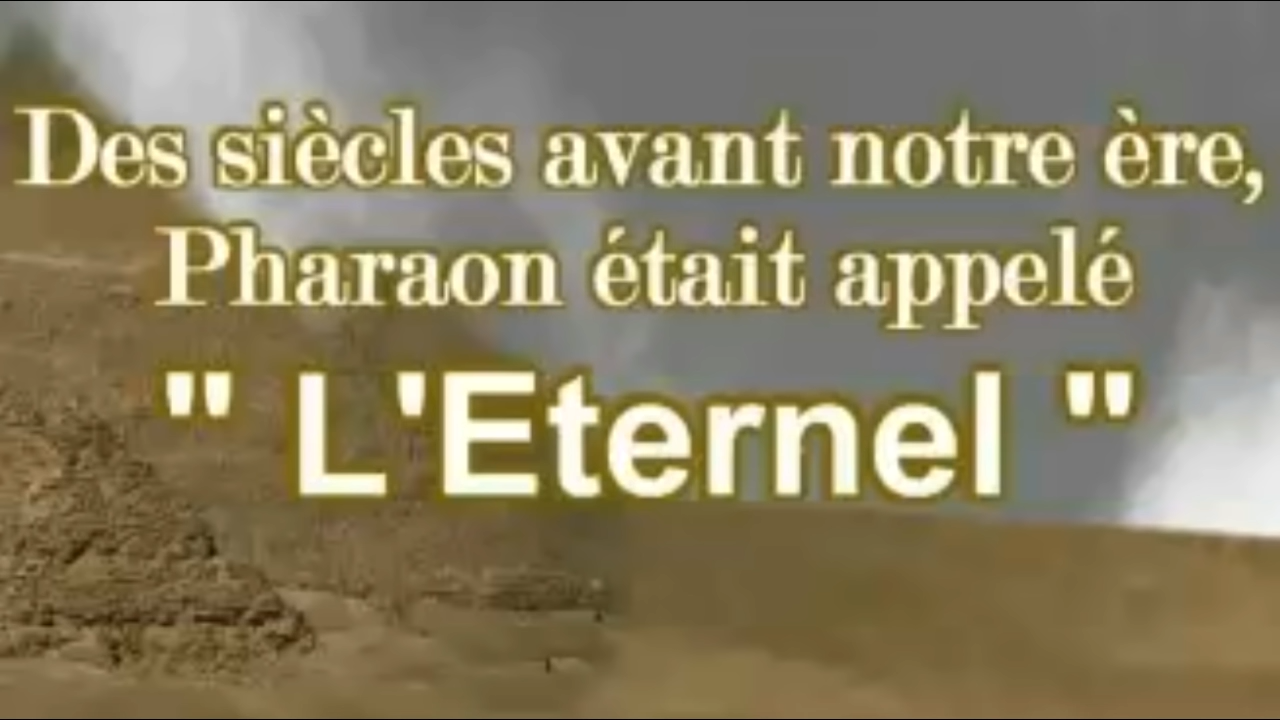 Des siècles avant notre ère,
Pharaon était appelé
" L'Eternel "